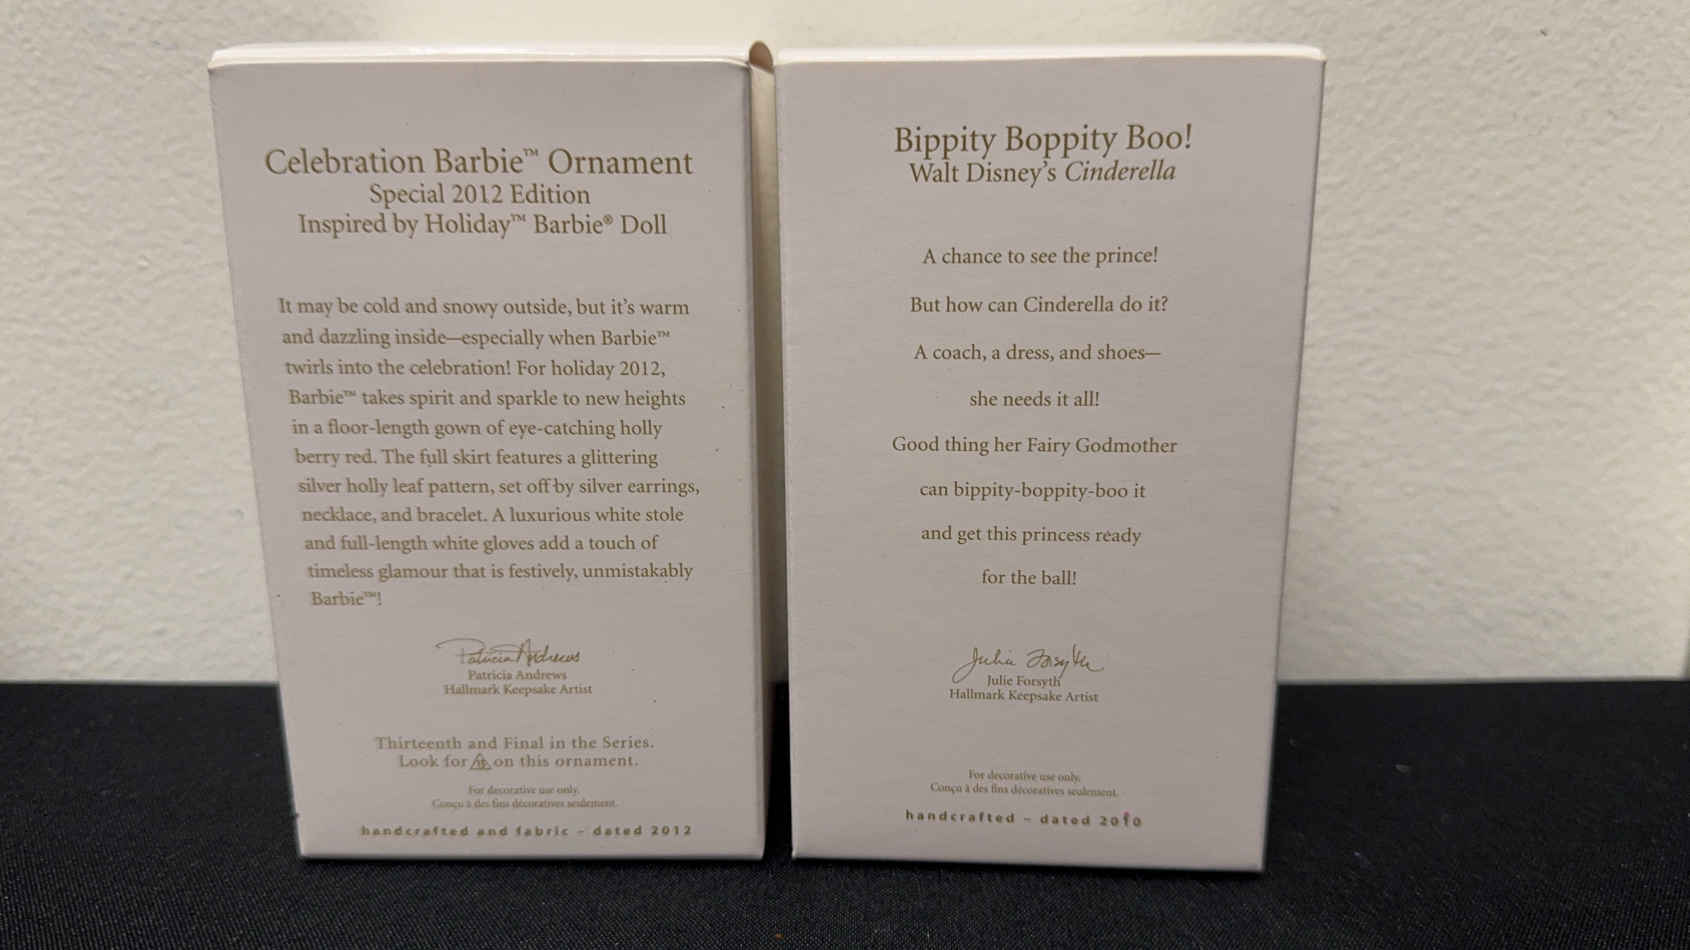 Celebration Barbie™ Ornament
Special 2012 Edition
Inspired by Holiday™ Barbie® Doll
It may be cold and snowy outside, but it's warm
and dazzling inside—especially when Barbie™
twirls into the celebration! For holiday 2012,
Barbie™ takes spirit and sparkle to new heights
in a floor-length gown of eye-catching holly
berry red. The full skirt features a glittering
silver holly leaf pattern, set off by silver earrings,
necklace, and bracelet. A luxurious white stole
and full-length white gloves add a touch of
timeless glamour that is festively, unmistakably
Barbie™!
Patricia Andrews
Patricia Andrews
Hallmark Keepsake Artist
Thirteenth and Final in the Series.
Look for 13 on this ornament.
For decorative use only.
Conçu à des fins décoratives seulement.
handcrafted and fabric – dated 2012
Bippity Boppity Boo!
Walt Disney's Cinderella
A chance to see the prince!
But how can Cinderella do it?
A coach, a dress, and shoes—
she needs it all!
Good thing her Fairy Godmother
can bippity-boppity-boo it
and get this princess ready
for the ball!
Julie Forsyth
Julie Forsyth
Hallmark Keepsake Artist
For decorative use only.
Conçu à des fins décoratives seulement.
handcrafted – dated 2010